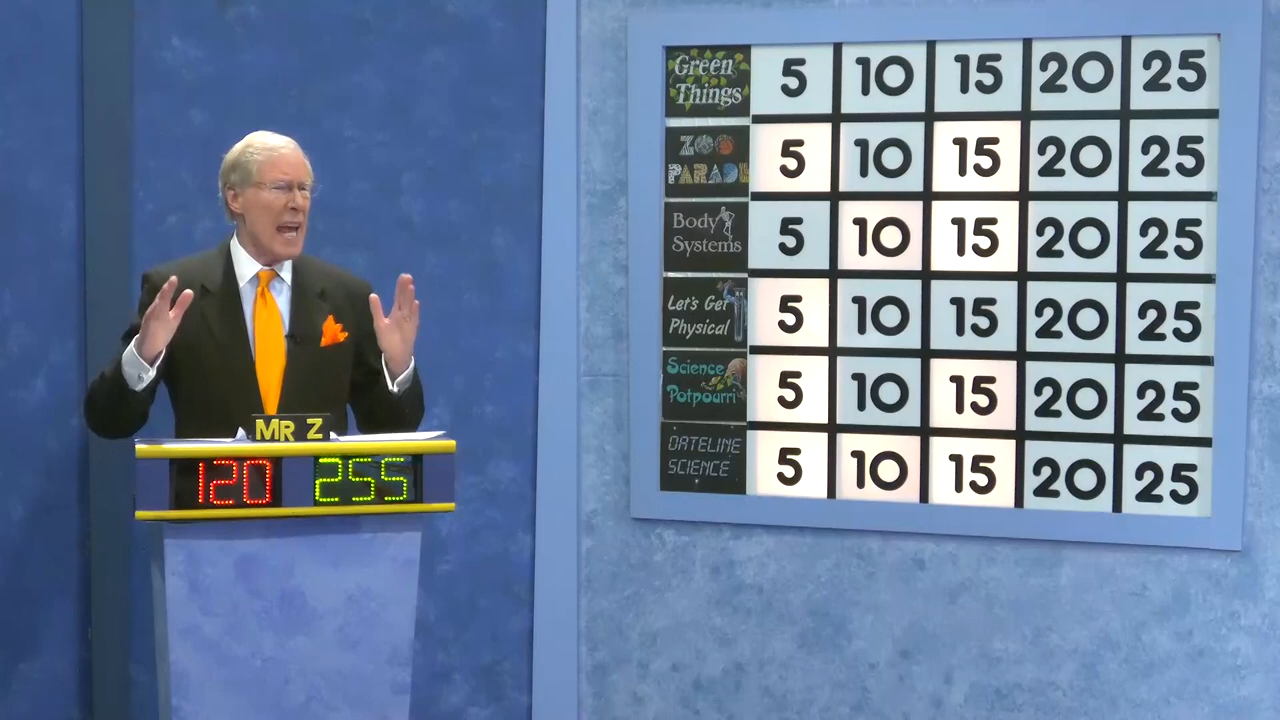 Green
Things
5 10 15 20 25
ZOO
PARADE
5 10 15 20 25
Body
Systems
5 10 15 20 25
Let's Get
Physical
5 10 15 20 25
Science
Potpourri
5 10 15 20 25
DATELINE
SCIENCE
5 10 15 20 25
MR Z
120 255